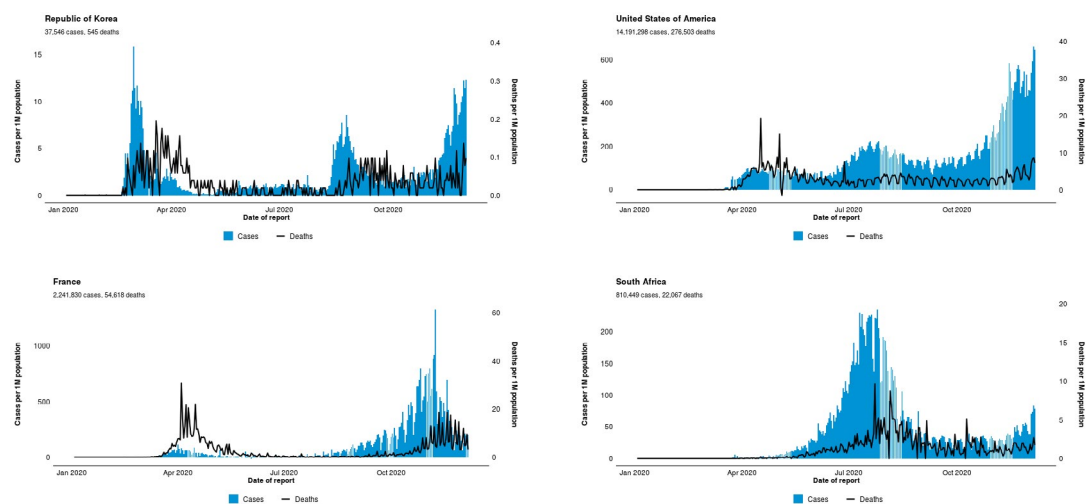 Republic of Korea
37,546 cases, 545 deaths
Cases per 1M population
15
10
5
0
0.4
0.3
0.2
0.1
0.0
Deaths per 1M population
Jan 2020 Apr 2020 Jul 2020 Oct 2020
Date of report
Cases Deaths
United States of America
14,191,298 cases, 276,503 deaths
Cases per 1M population
600
400
200
0
40
30
20
10
0
Deaths per 1M population
Jan 2020 Apr 2020 Jul 2020 Oct 2020
Date of report
Cases Deaths
France
2,241,830 cases, 54,618 deaths
Cases per 1M population
1000
500
0
60
40
20
0
Deaths per 1M population
Jan 2020 Apr 2020 Jul 2020 Oct 2020
Date of report
Cases Deaths
South Africa
810,449 cases, 22,067 deaths
Cases per 1M population
200
150
100
50
0
20
15
10
5
0
Deaths per 1M population
Jan 2020 Apr 2020 Jul 2020 Oct 2020
Date of report
Cases Deaths